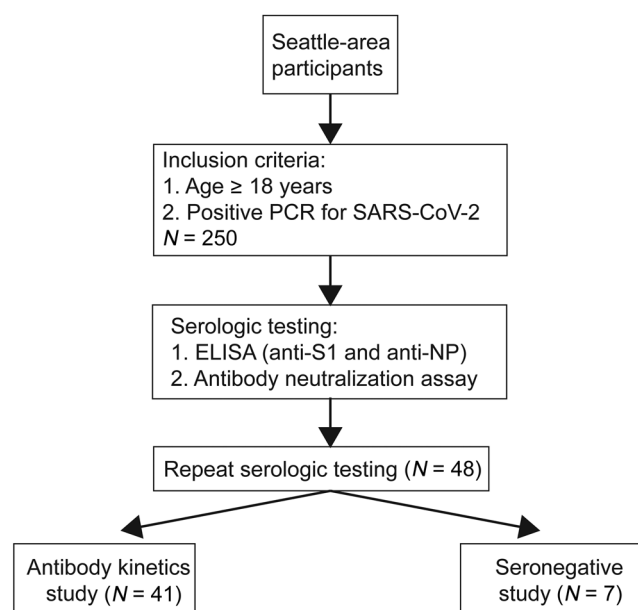 Seattle-area
participants
Inclusion criteria:
1. Age ≥ 18 years
2. Positive PCR for SARS-CoV-2
N = 250
Serologic testing:
1. ELISA (anti-S1 and anti-NP)
2. Antibody neutralization assay
Repeat serologic testing (N = 48)
Antibody kinetics
study (N = 41)
Seronegative
study (N = 7)